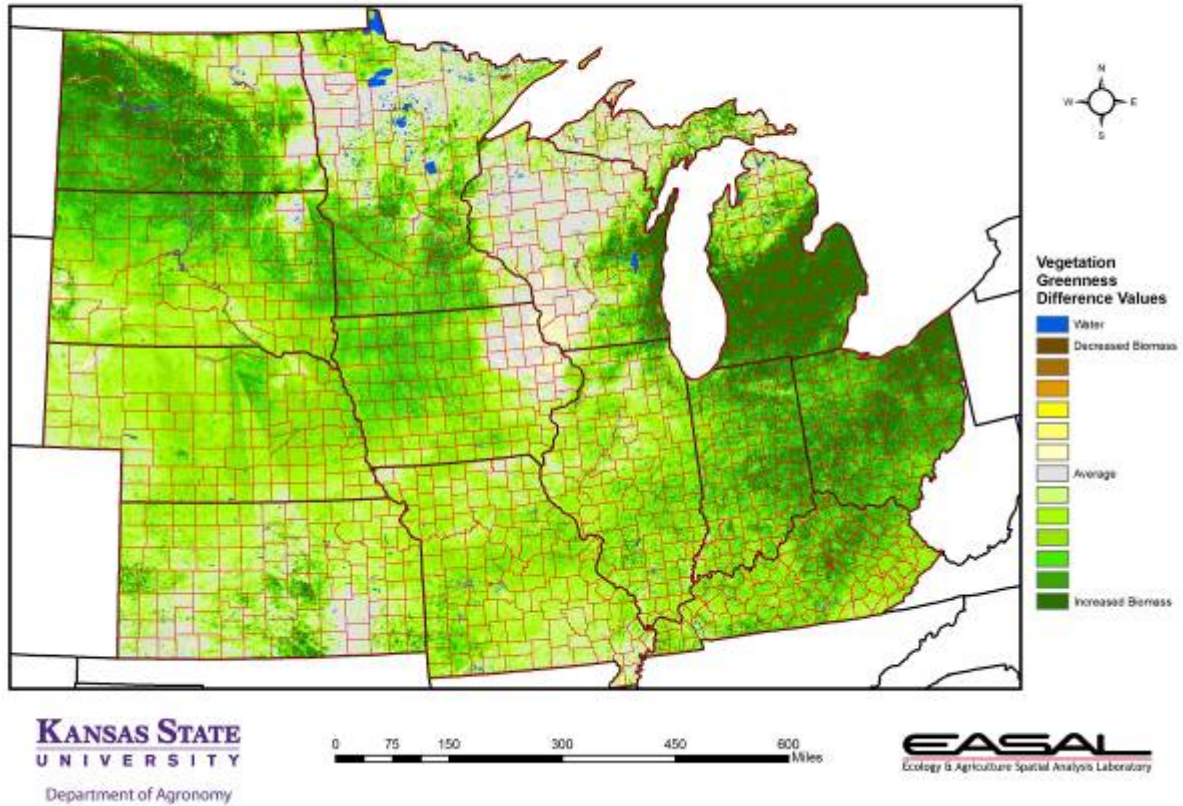 N
W E
S
Vegetation
Greenness
Difference Values
Water
Decreased Biomass
Average
Increased Biomass
KANSAS STATE
UNIVERSITY
Department of Agronomy
0 75 150 300 450 600
Miles
EASAL
Ecology & Agriculture Spatial Analysis Laboratory